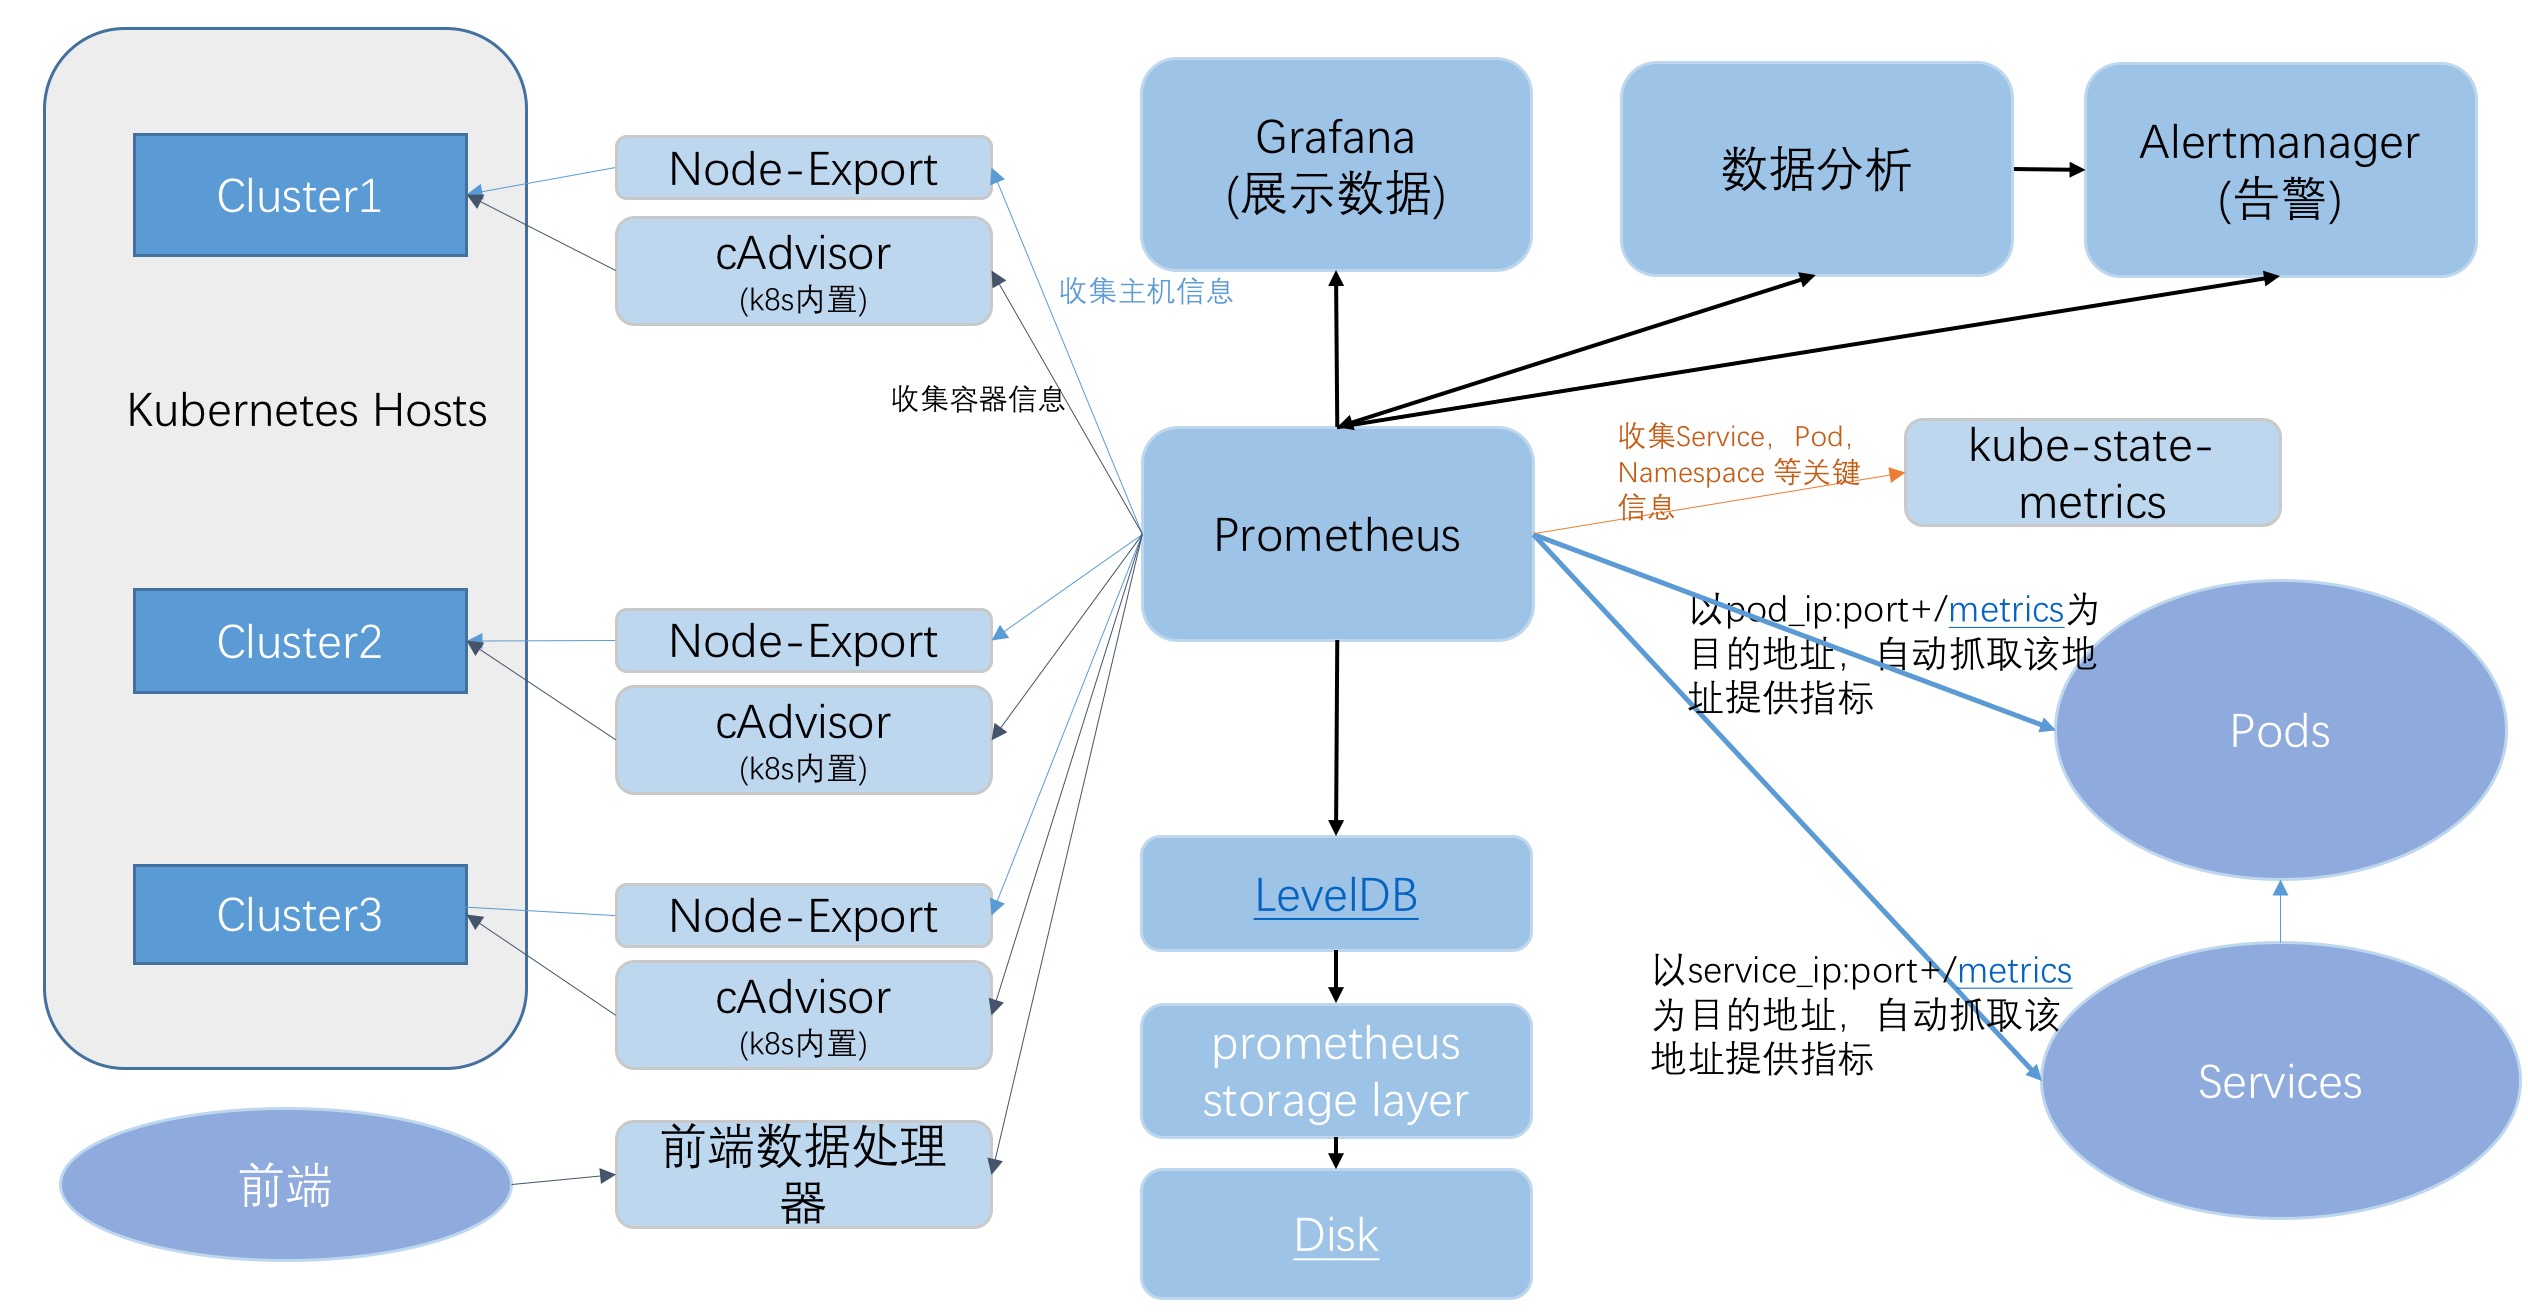 Cluster1
Kubernetes Hosts
Cluster2
Cluster3
前端
Node-Export
cAdvisor
(k8s内置)
Node-Export
cAdvisor
(k8s内置)
Node-Export
cAdvisor
(k8s内置)
前端数据处理
器
收集主机信息
收集容器信息
Grafana
(展示数据)
数据分析
Alertmanager
(告警)
Prometheus
收集Service，Pod，
Namespace 等关键
信息
kube-state-
metrics
以pod_ip:port+/metrics为
目的地址，自动抓取该地
址提供指标
Pods
LevelDB
prometheus
storage layer
Disk
以service_ip:port+/metrics
为目的地址，自动抓取该
地址提供指标
Services